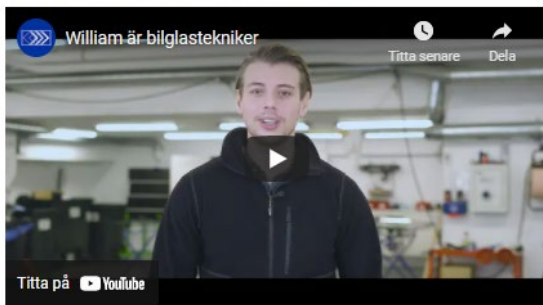 William är bilglastekniker
Titta senare
Dela
Titta på YouTube